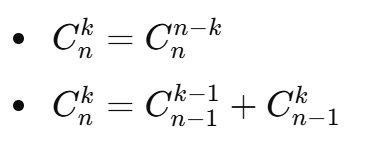 • $C_n^k = C_n^{n-k}$
• $C_n^k = C_{n-1}^{k-1} + C_{n-1}^k$